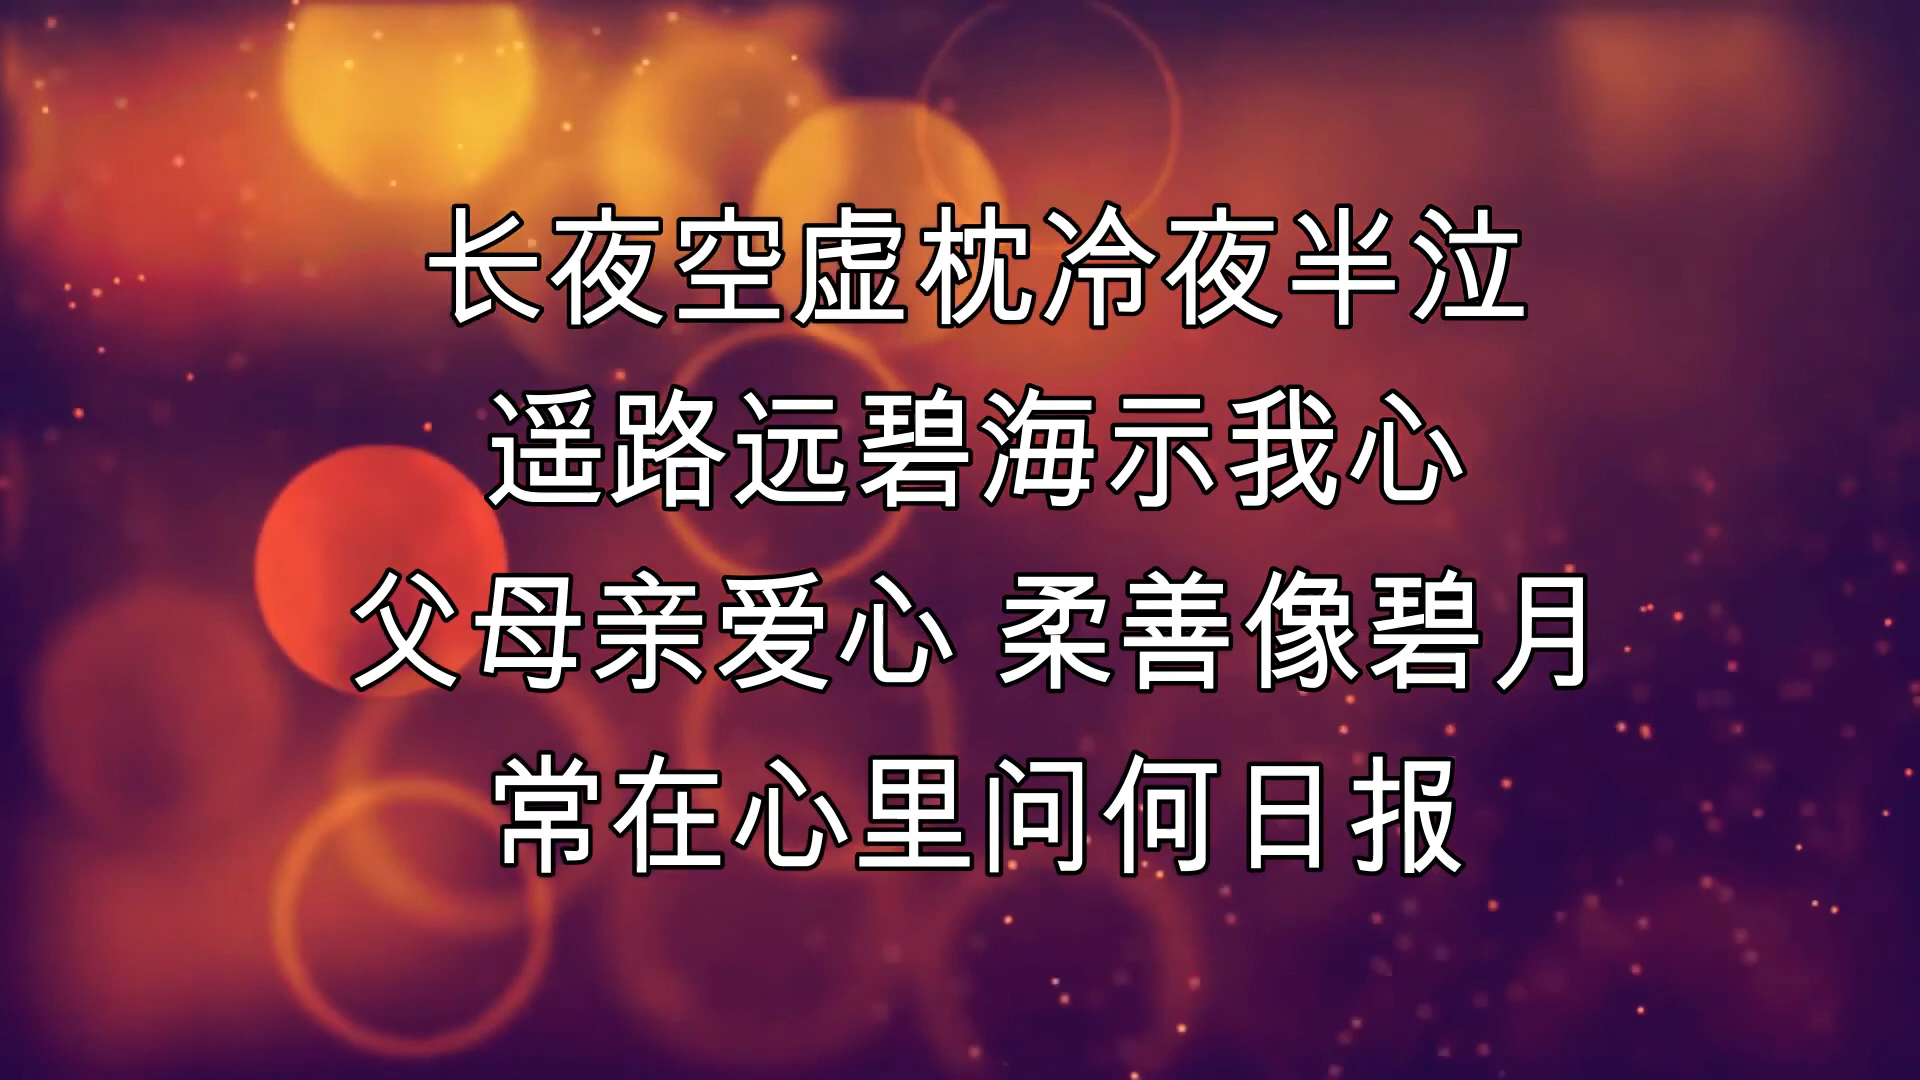 长夜空虚枕冷夜半泣
遥路远碧海示我心
父母亲爱心 柔善像碧月
常在心里问何日报